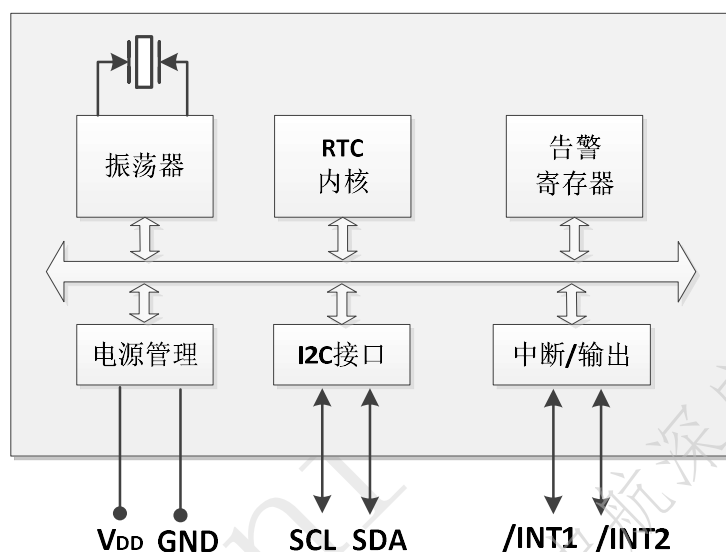 振荡器
RTC
内核
告警
寄存器
电源管理
I2C接口
中断/输出
VDD GND SCL SDA /INT1 /INT2